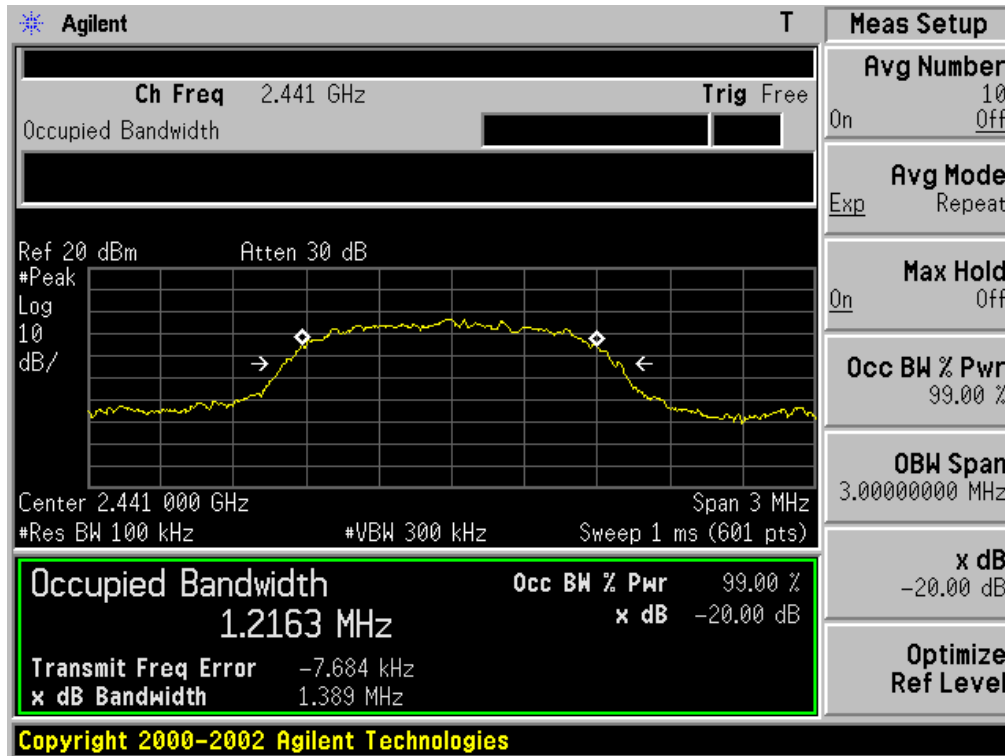 Agilent T
Ch Freq 2.441 GHz Trig Free
Occupied Bandwidth
Ref 20 dBm Atten 30 dB
#Peak
Log
10
dB/
Center 2.441 000 GHz Span 3 MHz
#Res BW 100 kHz #VBW 300 kHz Sweep 1 ms (601 pts)
Occupied Bandwidth Occ BW % Pwr 99.00 %
1.2163 MHz x dB -20.00 dB
Transmit Freq Error -7.684 kHz
x dB Bandwidth 1.389 MHz
Copyright 2000-2002 Agilent Technologies
Meas Setup
Avg Number
10
On Off
Avg Mode
Exp Repeat
Max Hold
On Off
Occ BW % Pwr
99.00 %
OBW Span
3.00000000 MHz
x dB
-20.00 dB
Optimize
Ref Level